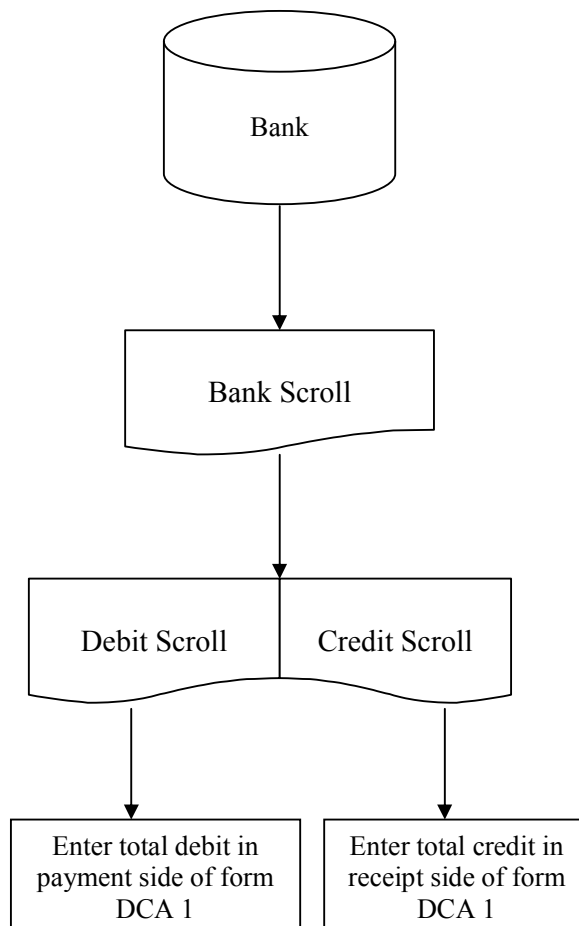 Bank
Bank Scroll
Debit Scroll
Credit Scroll
Enter total debit in
payment side of form
DCA 1
Enter total credit in
receipt side of form
DCA 1